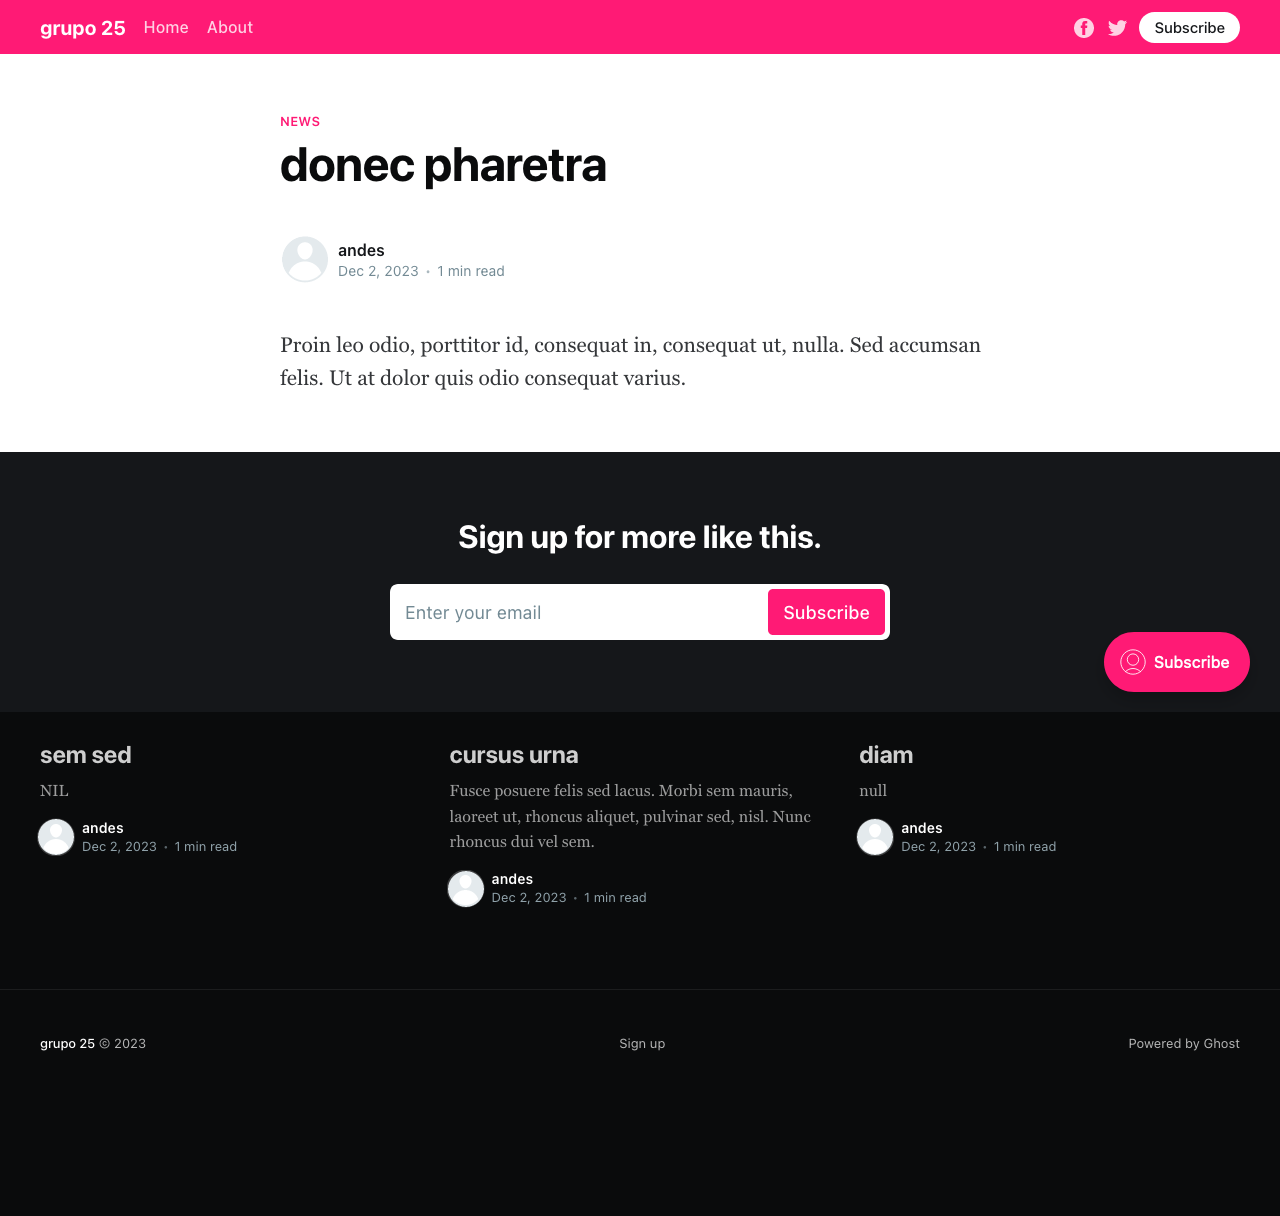 grupo 25 Home About Subscribe
NEWS
donec pharetra
andes
Dec 2, 2023 • 1 min read
Proin leo odio, porttitor id, consequat in, consequat ut, nulla. Sed accumsan
felis. Ut at dolor quis odio consequat varius.
Sign up for more like this.
Enter your email Subscribe
Subscribe
sem sed
NIL
andes
Dec 2, 2023 • 1 min read
cursus urna
Fusce posuere felis sed lacus. Morbi sem mauris,
laoreet ut, rhoncus aliquet, pulvinar sed, nisl. Nunc
rhoncus dui vel sem.
andes
Dec 2, 2023 • 1 min read
diam
null
andes
Dec 2, 2023 • 1 min read
grupo 25 © 2023
Sign up
Powered by Ghost